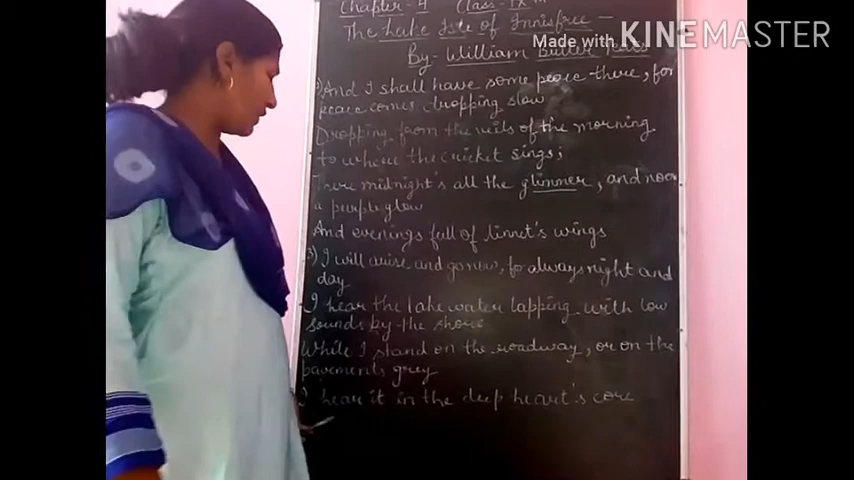 Chapter-4 Class-IX
The Lake Isle of Innisfree -
By- William Butler Yeats
Made with KINEMASTER
2) And I shall have some peace there, for
peace comes dropping slow
Dropping from the veils of the morning
to where the cricket sings;
There midnight's all the glimmer, and noon
a purple glow
And evenings full of linnet's wings
3) I will arise and go now, for always night and
day
I hear the lake water lapping with low
sounds by the shore
While I stand on the roadway, or on the
pavements grey
I hear it in the deep heart's core